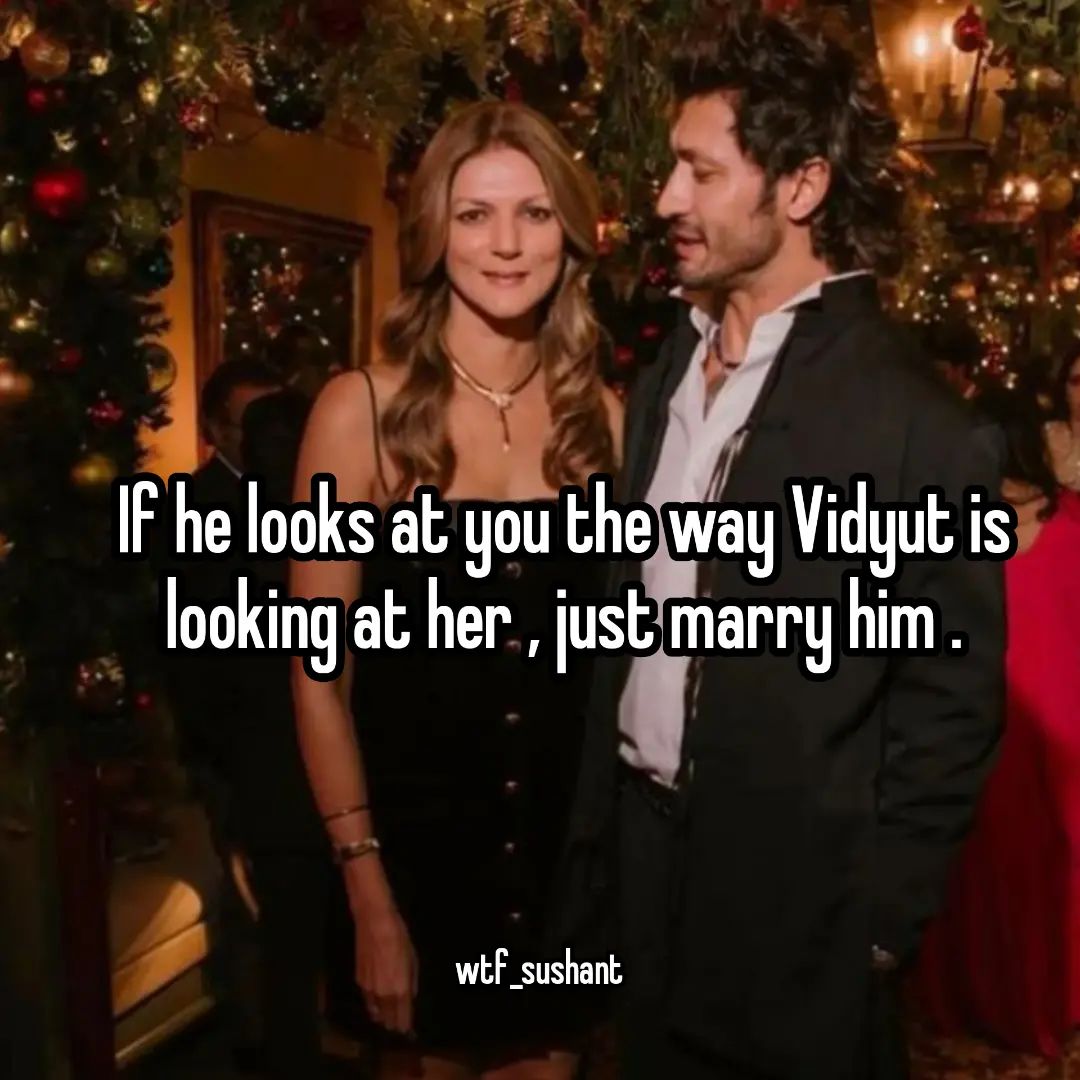 If he looks at you the way Vidyut is
looking at her , just marry him .
wtf_sushant